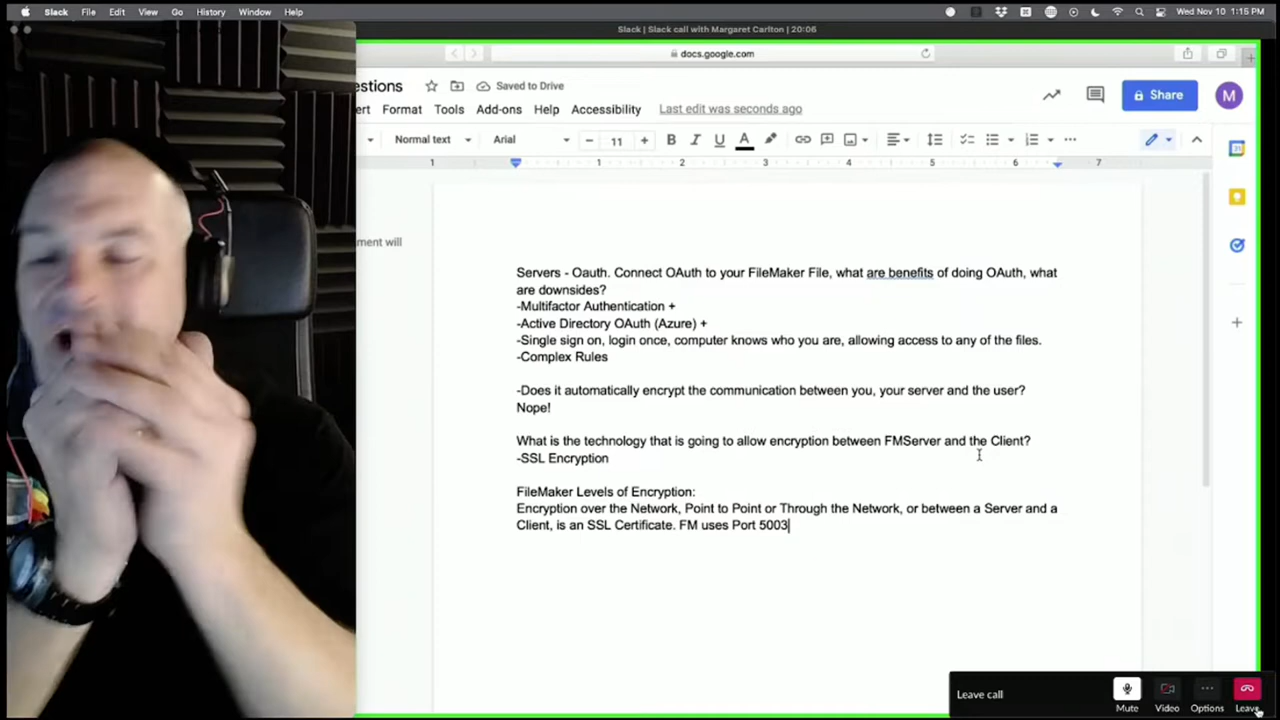 Slack File Edit View Go History Window Help Wed Nov 10 1:15 PM
Slack | Slack call with Margaret Carlton | 20:06
docs.google.com
estions Saved to Drive
ert Format Tools Add-ons Help Accessibility Last edit was seconds ago Share M
Normal text Arial 11 B I U A
1 1 2 3 4 5 6 7
ment will
Servers - Oauth. Connect OAuth to your FileMaker File, what are benefits of doing OAuth, what
are downsides?
-Multifactor Authentication +
-Active Directory OAuth (Azure) +
-Single sign on, login once, computer knows who you are, allowing access to any of the files.
-Complex Rules
-Does it automatically encrypt the communication between you, your server and the user?
Nope!
What is the technology that is going to allow encryption between FMServer and the Client?
-SSL Encryption
FileMaker Levels of Encryption:
Encryption over the Network, Point to Point or Through the Network, or between a Server and a
Client, is an SSL Certificate. FM uses Port 5003
Leave call
Mute Video Options Leave